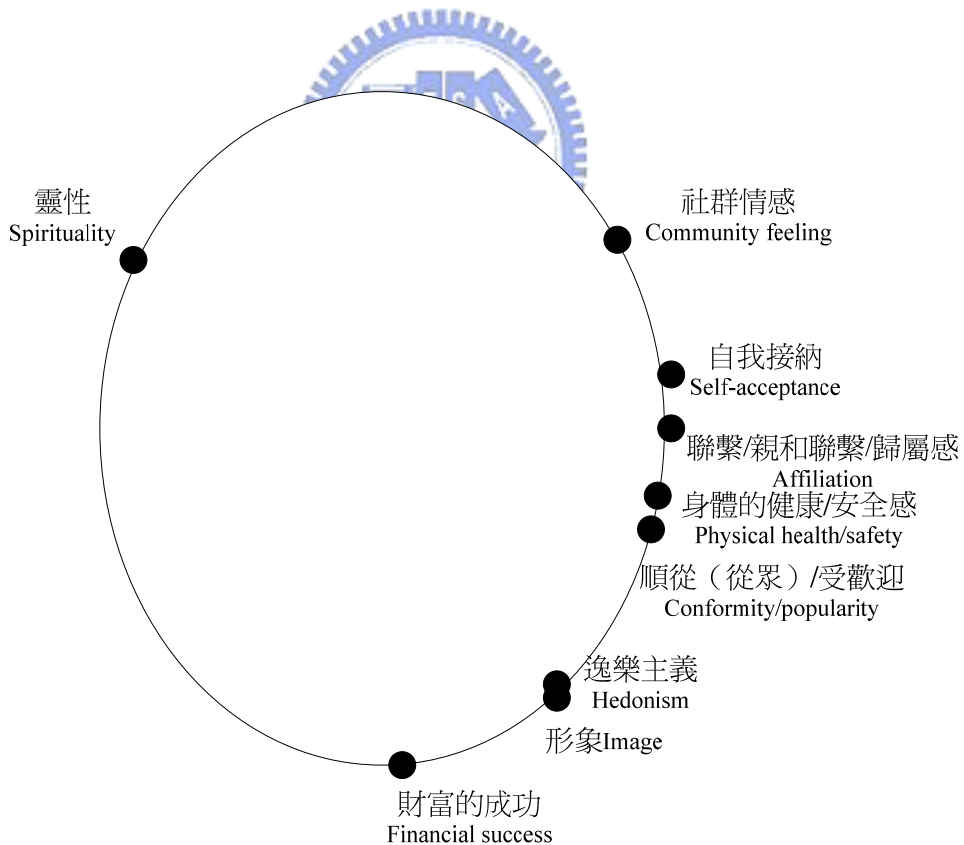 靈性
Spirituality
社群情感
Community feeling
自我接納
Self-acceptance
聯繫/親和聯繫/歸屬感
Affiliation
身體的健康/安全感
Physical health/safety
順從（從眾）/受歡迎
Conformity/popularity
逸樂主義
Hedonism
形象Image
財富的成功
Financial success